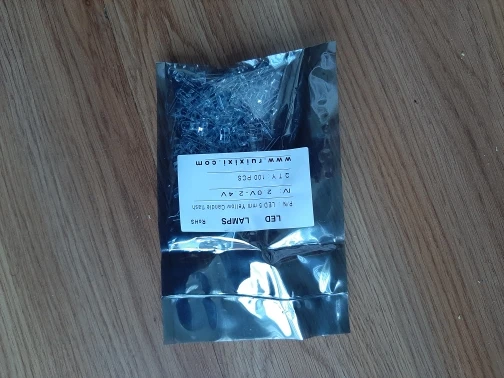 LED LAMPS RoHS
P/N: LED 5 mm Yellow Candle flash
IV: 2.0V-2.4V
QTY: 100 PCS
www.ruixixi.com